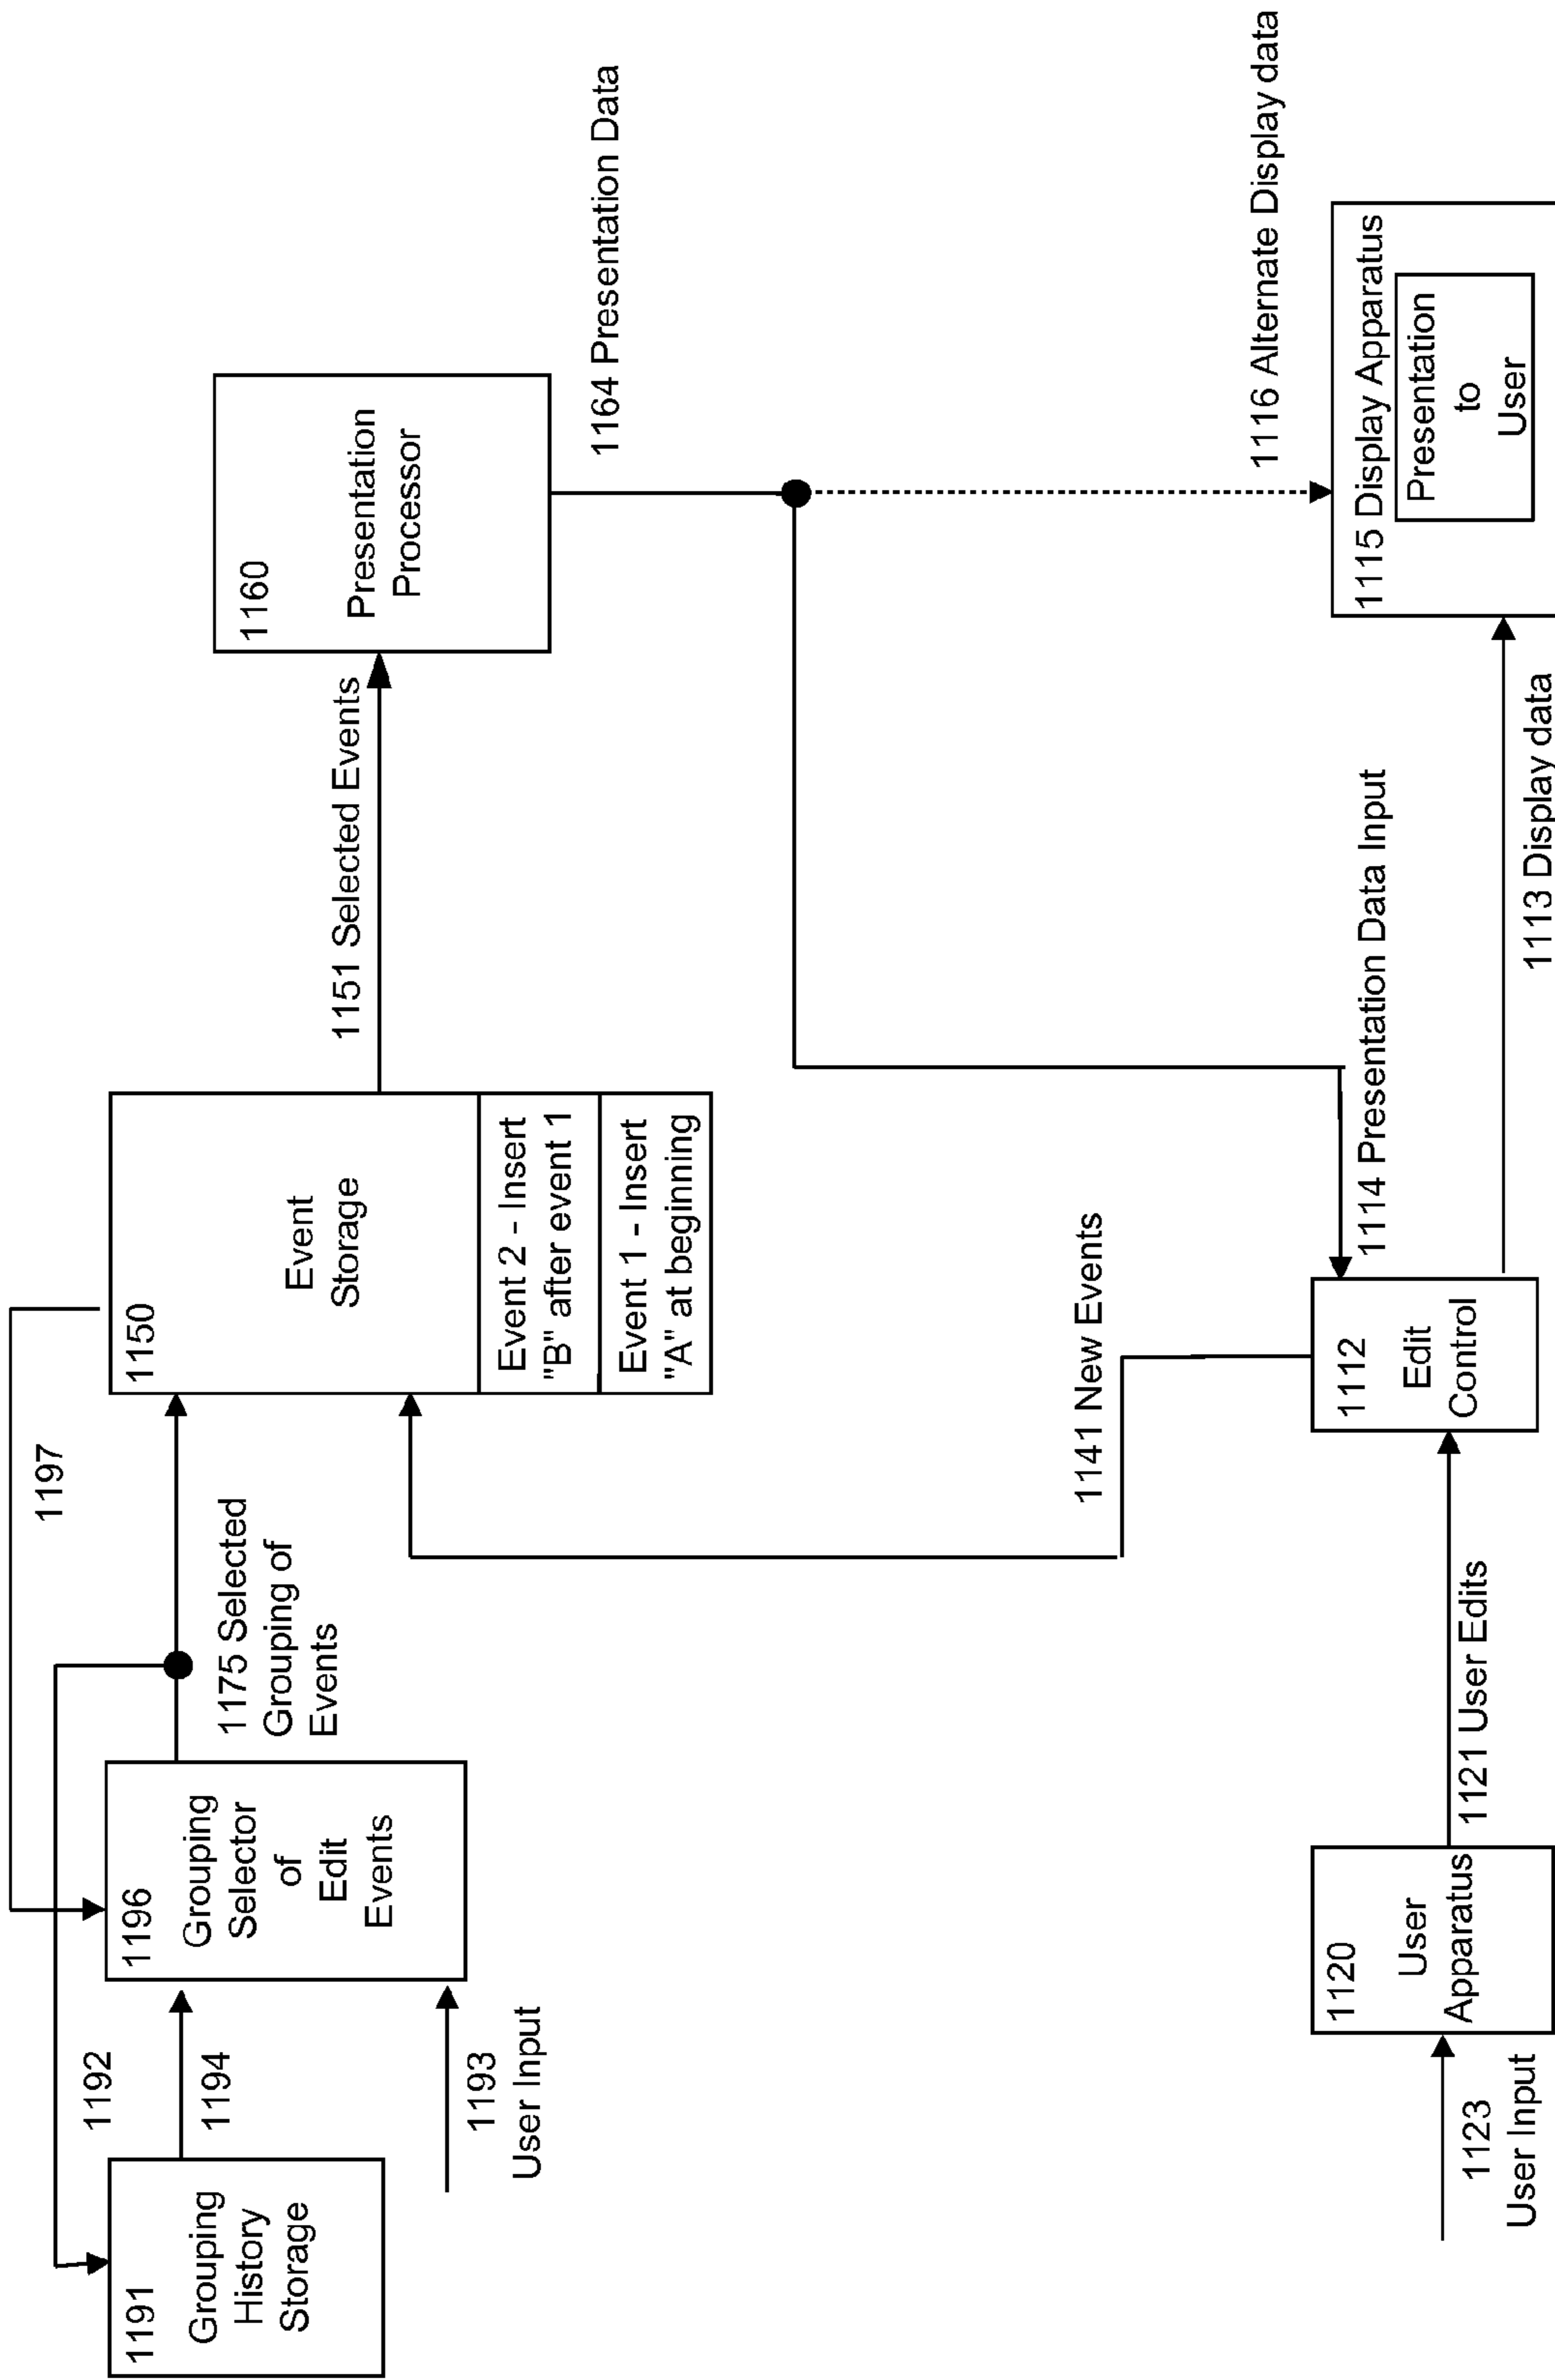 1191
Grouping
History
Storage
1192
1194
1193
User Input
1196
Grouping
Selector
of
Edit
Events
1175 Selected
Grouping of
Events
1197
1150
Event
Storage
Event 2 - Insert
"B" after event 1
Event 1 - Insert
"A" at beginning
1151 Selected Events
1160
Presentation
Processor
1164 Presentation Data
1123
User Input
1120
User
Apparatus
1121 User Edits
1141 New Events
1112
Edit
Control
1114 Presentation Data Input
1113 Display data
1116 Alternate Display data
1115 Display Apparatus
Presentation
to
User